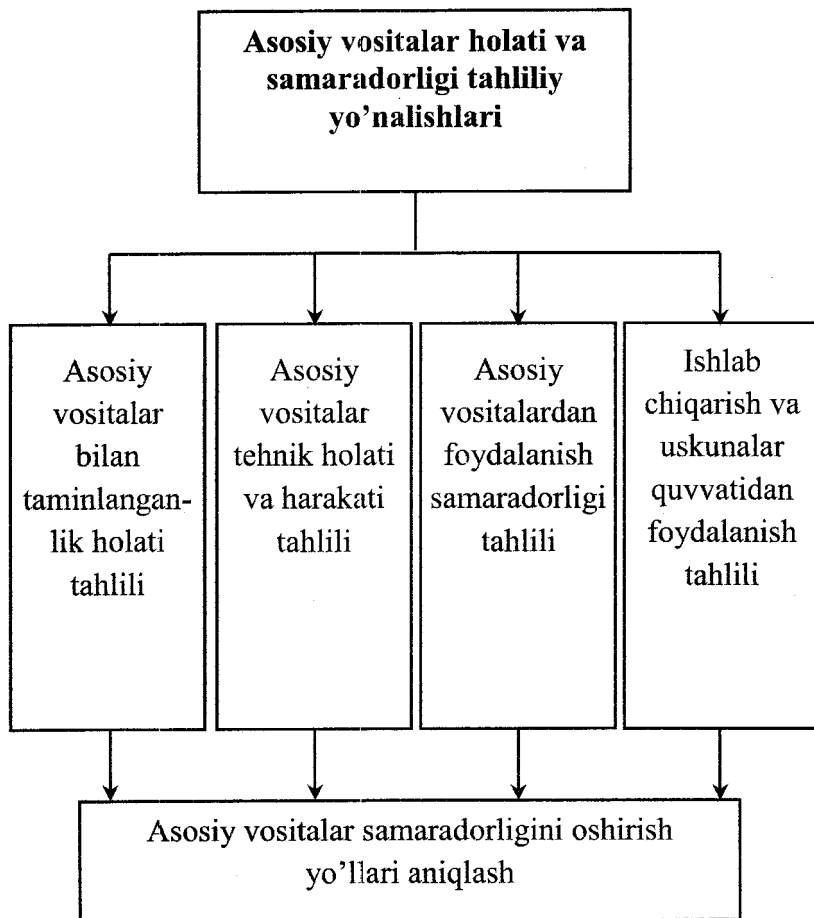 Asosiy vositalar holati va
samaradorligi tahliliy
yo'nalishlari
Asosiy
vositalar
bilan
taminlangan-
lik holati
tahlili
Asosiy
vositalar
tehnik holati
va harakati
tahlili
Asosiy
vositalardan
foydalanish
samaradorligi
tahlili
Ishlab
chiqarish va
uskunalar
quvvatidan
foydalanish
tahlili
Asosiy vositalar samaradorligini oshirish
yo'llari aniqlash